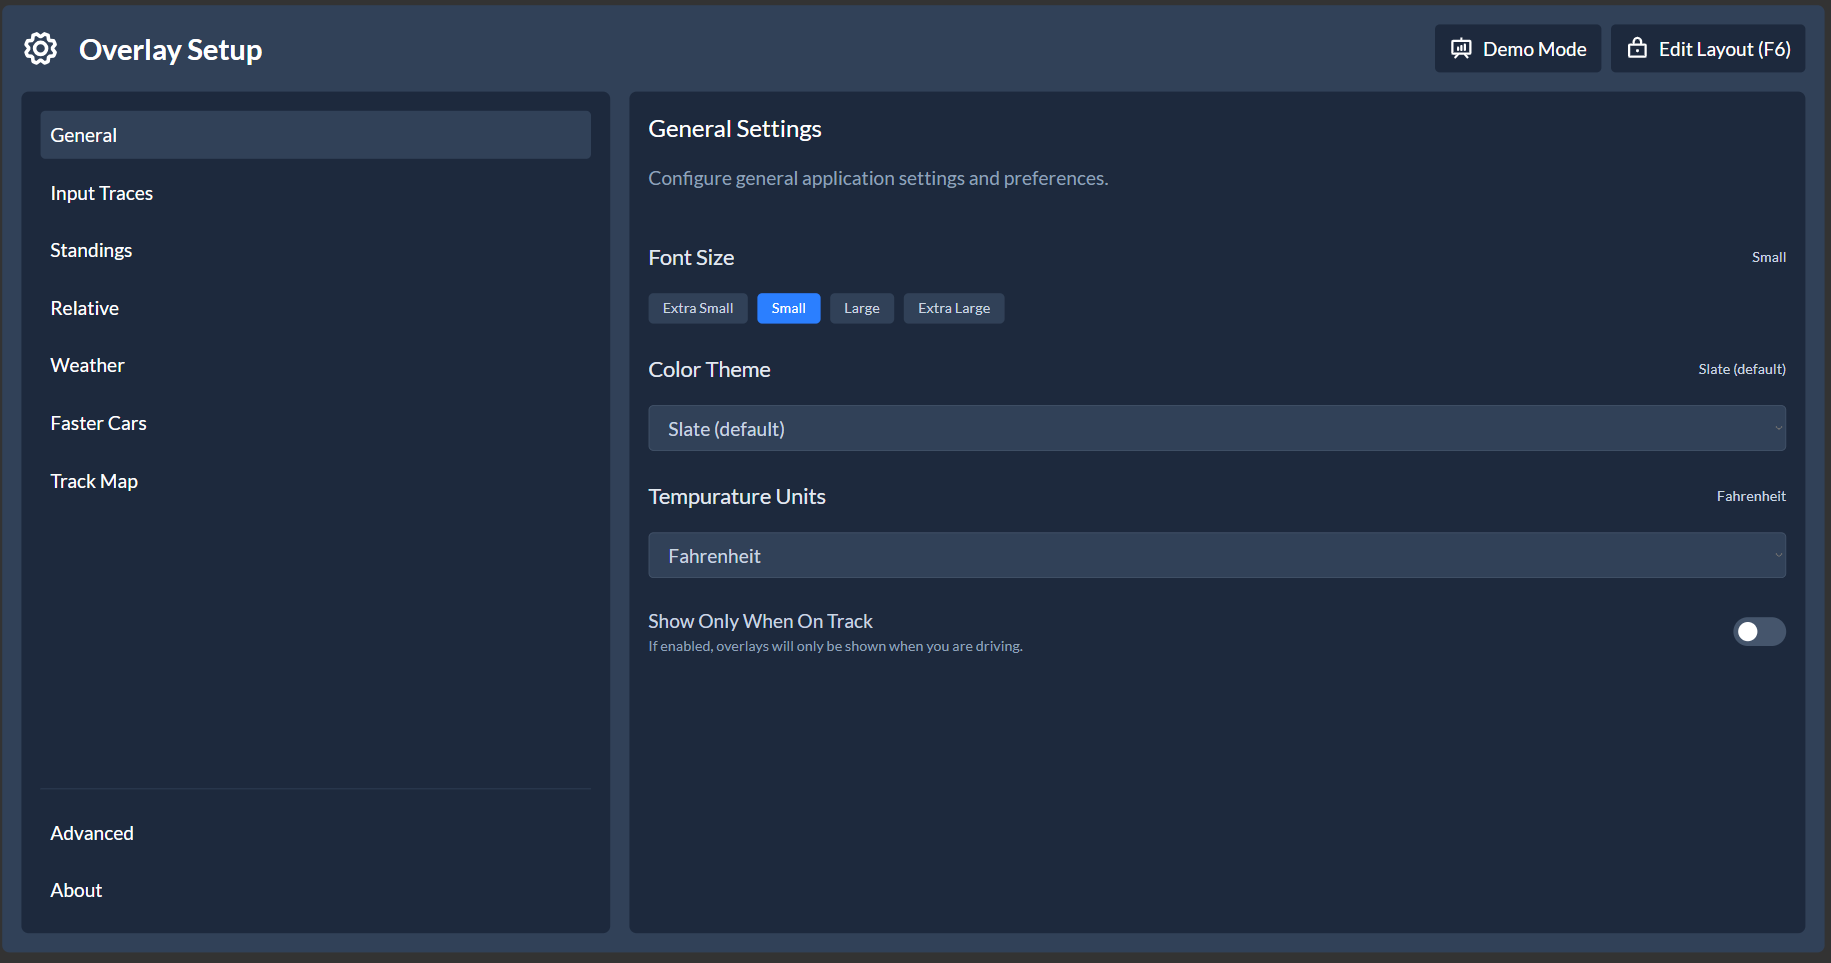 Overlay Setup
Demo Mode
Edit Layout (F6)
General
Input Traces
Standings
Relative
Weather
Faster Cars
Track Map
Advanced
About
General Settings
Configure general application settings and preferences.
Font Size
Small
Extra Small
Small
Large
Extra Large
Color Theme
Slate (default)
Slate (default)
Tempurature Units
Fahrenheit
Fahrenheit
Show Only When On Track
If enabled, overlays will only be shown when you are driving.